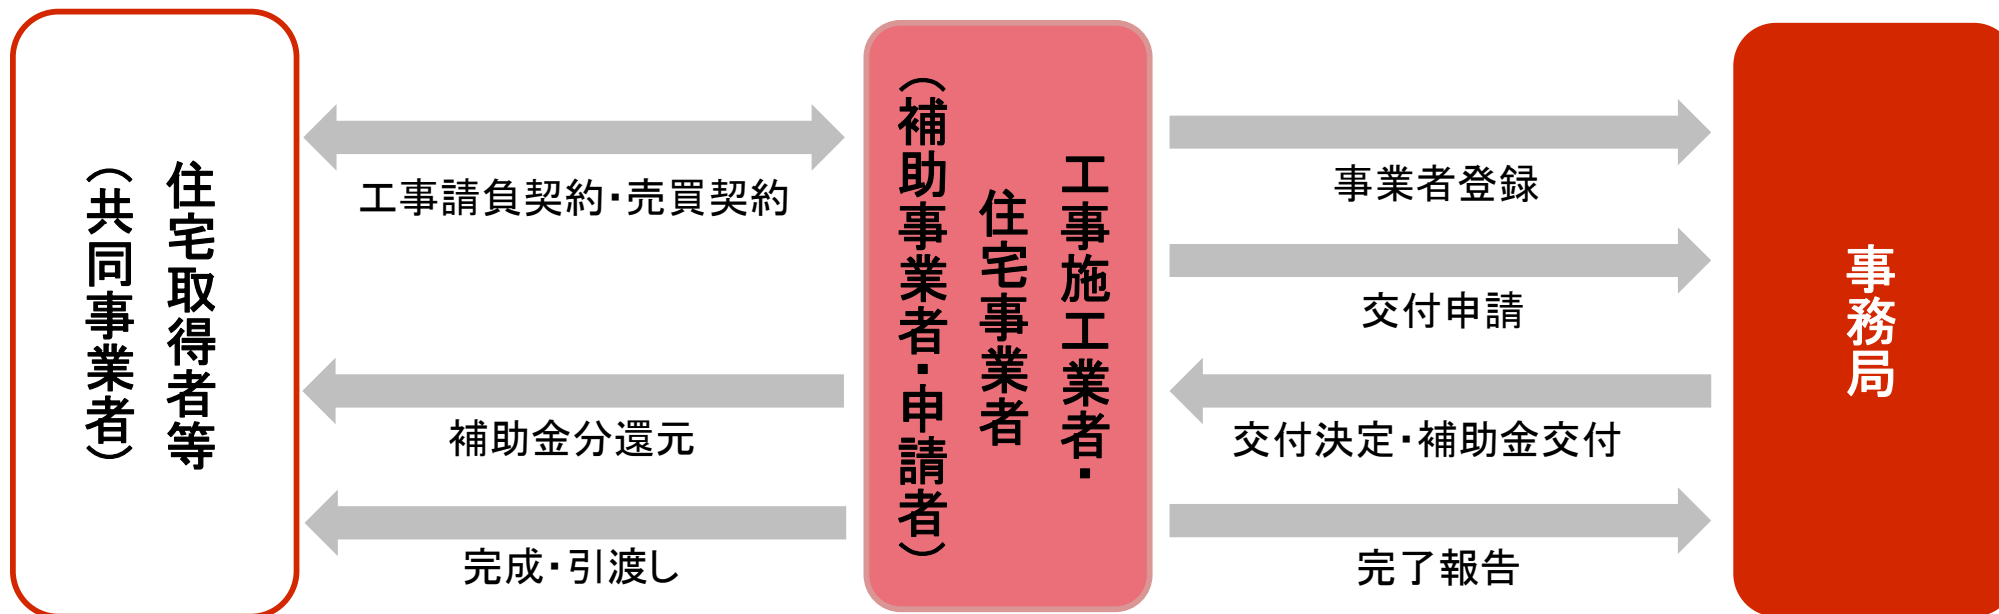 住宅取得者等
（共同事業者）
工事請負契約・売買契約
補助金分還元
完成・引渡し
工事施工業者・
住宅事業者
（補助事業者・申請者）
事業者登録
交付申請
交付決定・補助金交付
完了報告
事務局